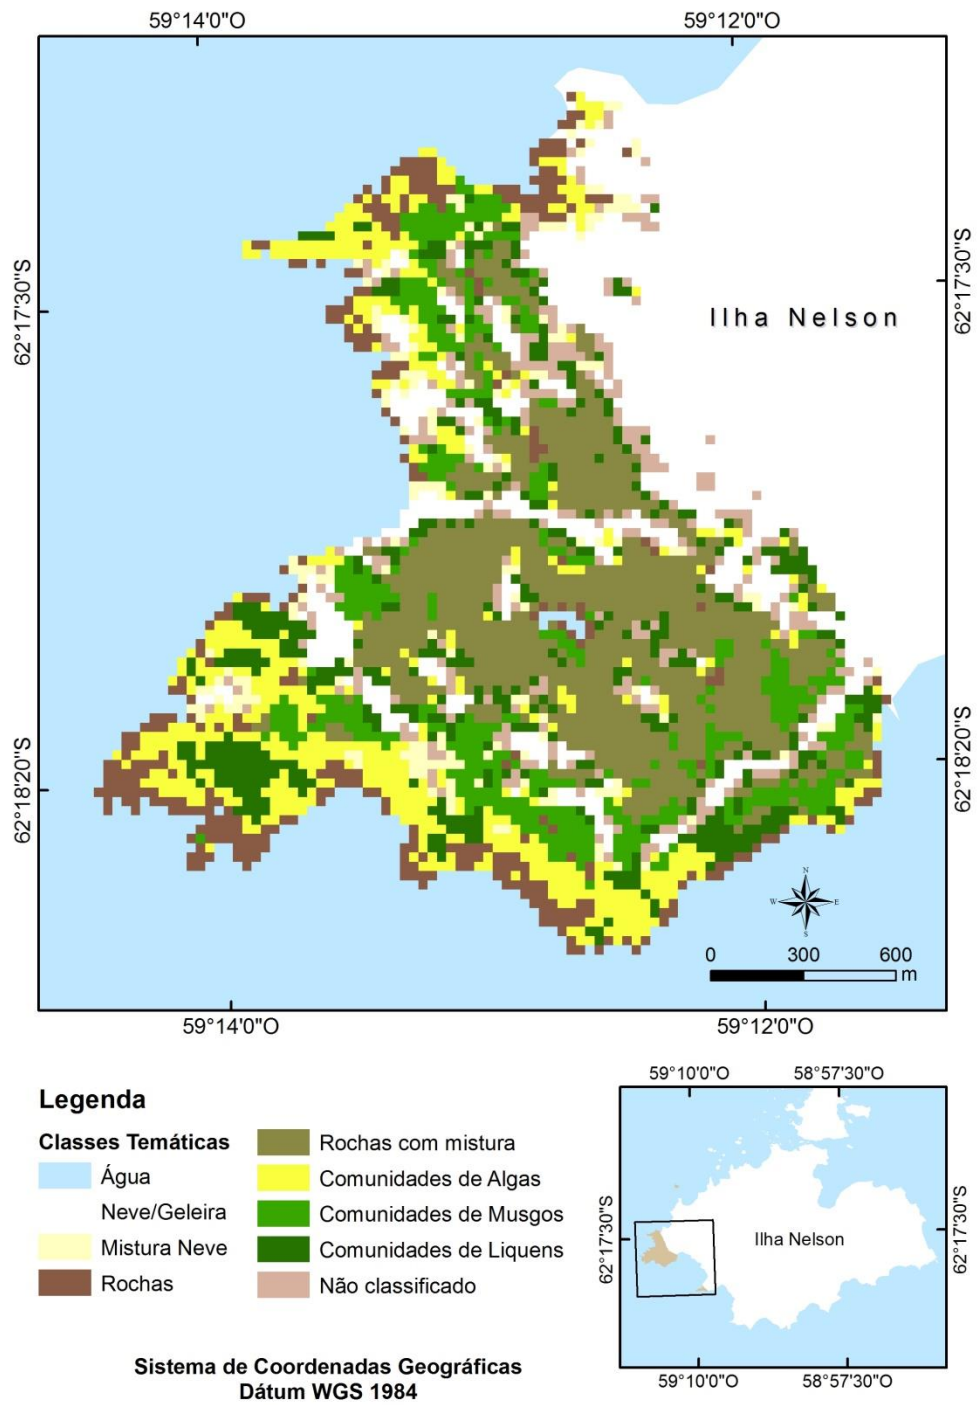 59°14'0"O
59°12'0"O
62°17'30"S
62°17'30"S
Ilha Nelson
62°18'20"S
62°18'20"S
N
W
E
S
0 300 600
m
59°14'0"O
59°12'0"O
Legenda
Classes Temáticas
Água
Neve/Geleira
Mistura Neve
Rochas
Rochas com mistura
Comunidades de Algas
Comunidades de Musgos
Comunidades de Liquens
Não classificado
Sistema de Coordenadas Geográficas
Dátum WGS 1984
59°10'0"O
58°57'30"O
62°17'30"S
62°17'30"S
Ilha Nelson
59°10'0"O
58°57'30"O